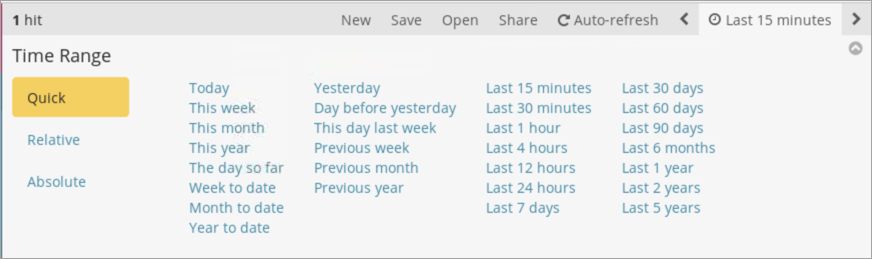 1 hit New Save Open Share Auto-refresh Last 15 minutes
Time Range
Quick
Relative
Absolute
Today
This week
This month
This year
The day so far
Week to date
Month to date
Year to date
Yesterday
Day before yesterday
This day last week
Previous week
Previous month
Previous year
Last 15 minutes
Last 30 minutes
Last 1 hour
Last 4 hours
Last 12 hours
Last 24 hours
Last 7 days
Last 30 days
Last 60 days
Last 90 days
Last 6 months
Last 1 year
Last 2 years
Last 5 years